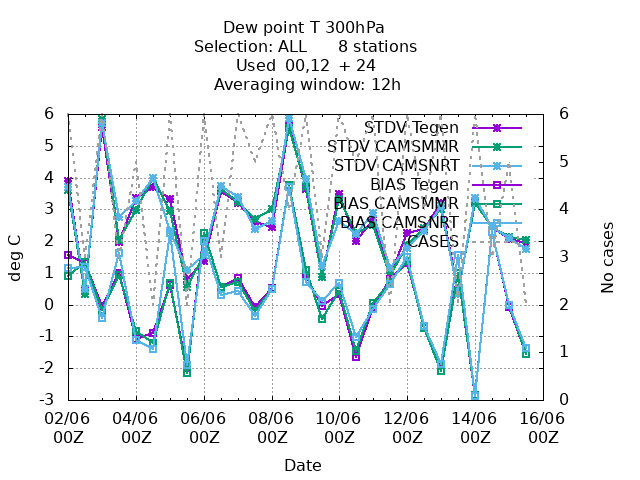 Dew point T 300hPa
Selection: ALL      8 stations
Used  00,12  + 24
Averaging window: 12h
6
5
4
3
2
1
0
-1
-2
-3
deg C
6
5
4
3
2
1
0
No cases
STDV Tegen
STDV CAMSMMR
STDV CAMSNRT
BIAS Tegen
BIAS CAMSMMR
BIAS CAMSNRT
CASES
02/06 04/06 06/06 08/06 10/06 12/06 14/06 16/06
00Z 00Z 00Z 00Z 00Z 00Z 00Z 00Z
Date